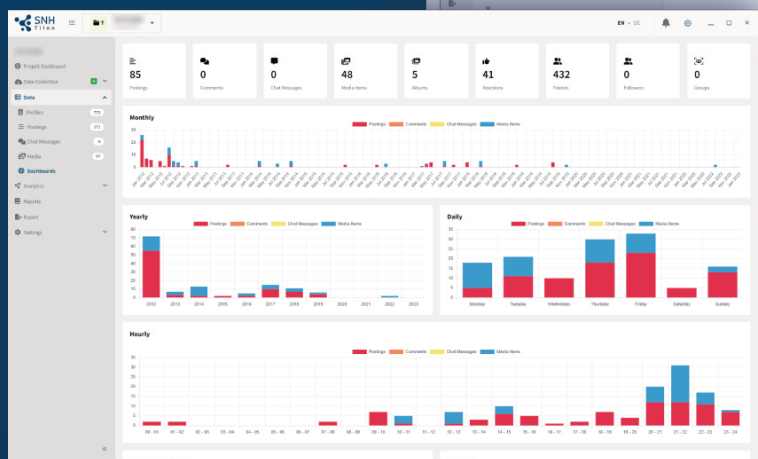 SNH
Titan
T
EN - DE
Projekt Dashboard
Data Collection
Data
Profiles
Postings
Chat Messages
Media
Dashboards
Analytics
Reports
Export
Settings
85
Postings
0
Comments
0
Chat Messages
48
Media Items
5
Albums
41
Reactions
432
Friends
0
Followers
0
Groups
Monthly
Postings Comments Chat Messages Media Items
30
20
10
0
Yearly
Postings Comments Chat Messages Media Items
80
70
60
50
40
30
20
10
0
2012 2013 2014 2015 2016 2017 2018 2019 2020 2021 2022 2023
Daily
Postings Comments Chat Messages Media Items
35
30
25
20
15
10
5
0
Monday Tuesday Wednesday Thursday Friday Saturday Sunday
Hourly
Postings Comments Chat Messages Media Items
35
30
25
20
15
10
5
0
00 - 01 01 - 02 02 - 03 03 - 04 04 - 05 05 - 06 06 - 07 07 - 08 08 - 09 09 - 10 10 - 11 11 - 12 12 - 13 13 - 14 14 - 15 15 - 16 16 - 17 17 - 18 18 - 19 19 - 20 20 - 21 21 - 22 22 - 23 23 - 24